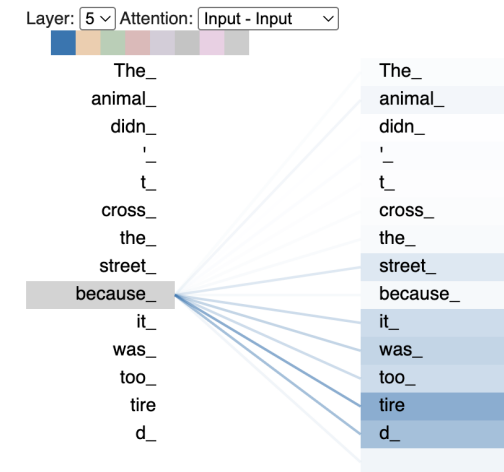 Layer: 5 Attention: Input - Input
The_ The_
animal_ animal_
didn_ didn_
'_ '_
t_ t_
cross_ cross_
the_ the_
street_ street_
because_ because_
it_ it_
was_ was_
too_ too_
tire tire
d_ d_